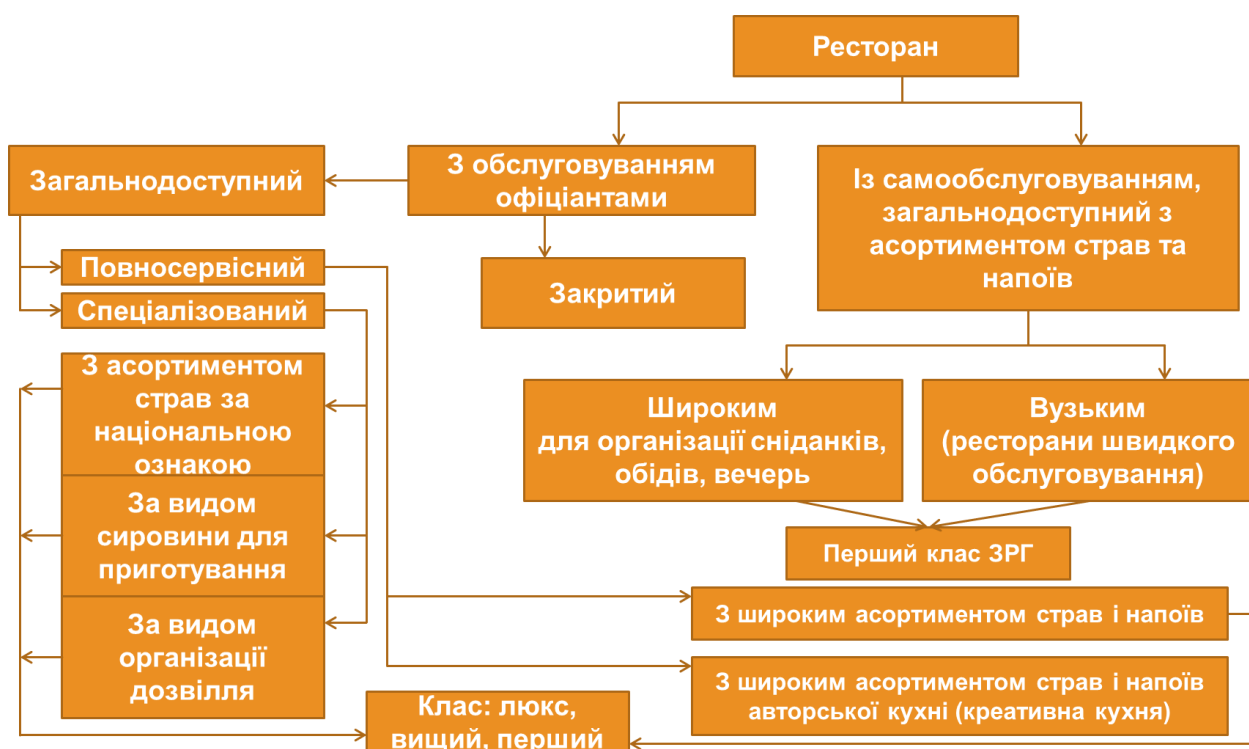 Ресторан
Загальнодоступний
З обслуговуванням
офіціантами
Із самообслуговуванням,
загальнодоступний з
асортиментом страв та
напоїв
Повносервісний
Спеціалізований
Закритий
З асортиментом
страв за
національною
ознакою
За видом
сировини для
приготування
За видом
організації
дозвілля
Широким
для організації сніданків,
обідів, вечерь
Вузьким
(ресторани швидкого
обслуговування)
Перший клас ЗРГ
З широким асортиментом страв і напоїв
З широким асортиментом страв і напоїв
авторської кухні (креативна кухня)
Клас: люкс,
вищий, перший